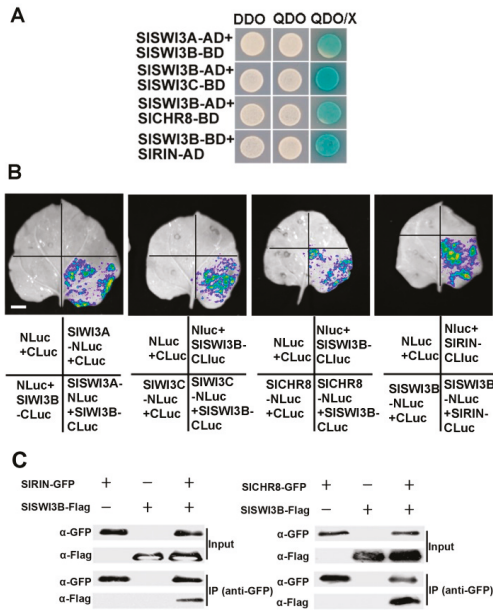 A
DDO QDO QDO/X
SlSWI3A-AD+
SlSWI3B-BD
SlSWI3B-AD+
SlSWI3C-BD
SlSWI3B-AD+
SlCHR8-BD
SlSWI3B-BD+
SlRIN-AD
B
NLuc
+CLuc
SlWI3A
-NLuc
+CLuc
NLuc+
SlWI3B
-CLuc
SlSWI3A-
NLuc
+SlWI3B-
CLuc
NLuc
+CLuc
Nluc+
SlSWI3B-
CLluc
SlWI3C
-NLuc
+CLuc
SlWI3C
-NLuc
+SlSWI3B-
CLuc
NLuc
+CLuc
Nluc+
SlSWI3B-
CLluc
SlCHR8
-NLuc
+CLuc
SlCHR8
-NLuc
+SlSWI3B-
CLuc
NLuc
+CLuc
Nluc+
SlRIN-
CLluc
SlSWI3B
-NLuc
+CLuc
SlSWI3B
-NLuc
+SlRIN-
CLuc
C
SlRIN-GFP + − +
SlSWI3B-Flag − + +
α-GFP
α-Flag
Input
α-GFP
α-Flag
IP (anti-GFP)
SlCHR8-GFP + − +
SlSWI3B-Flag − + +
α-GFP
α-Flag
Input
α-GFP
α-Flag
IP (anti-GFP)